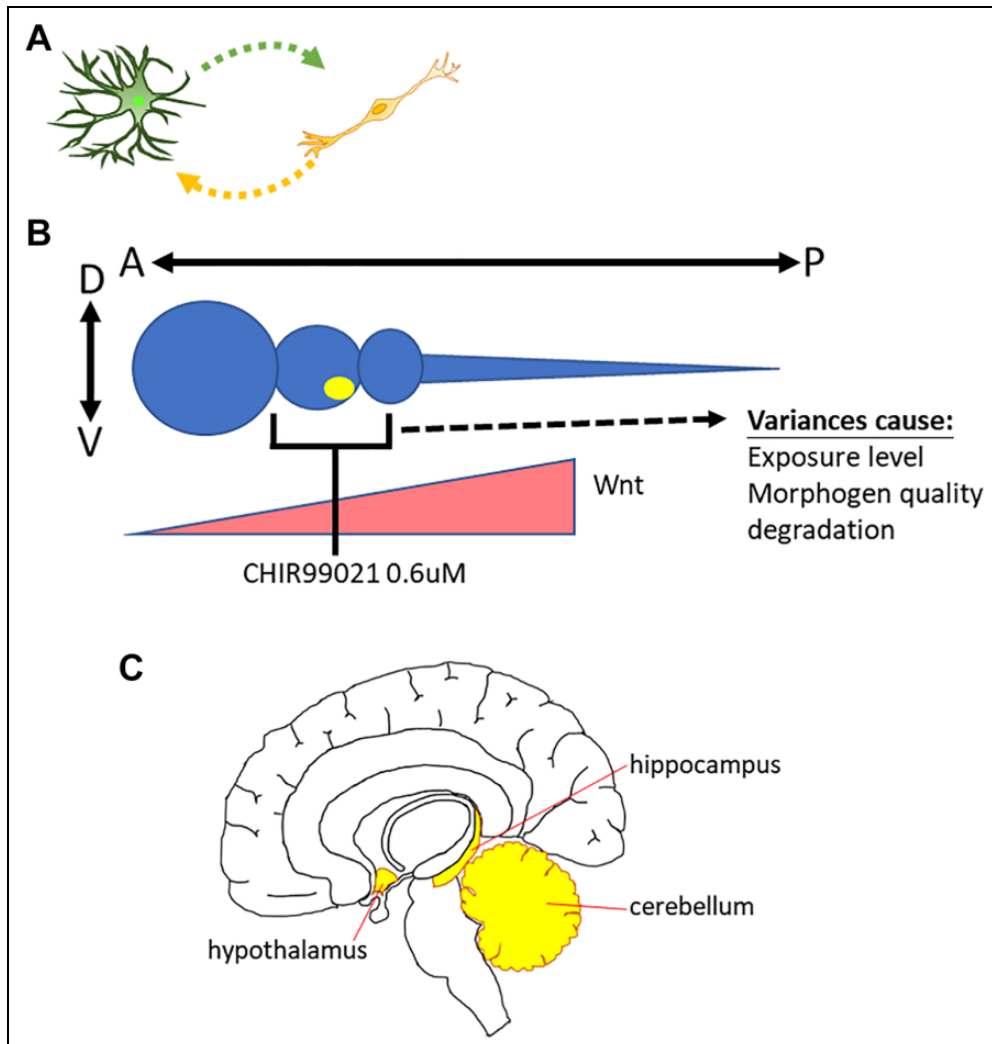 A
B
D
A
P
V
Variances cause:
Exposure level
Morphogen quality
degradation
Wnt
CHIR99021 0.6uM
C
hippocampus
cerebellum
hypothalamus